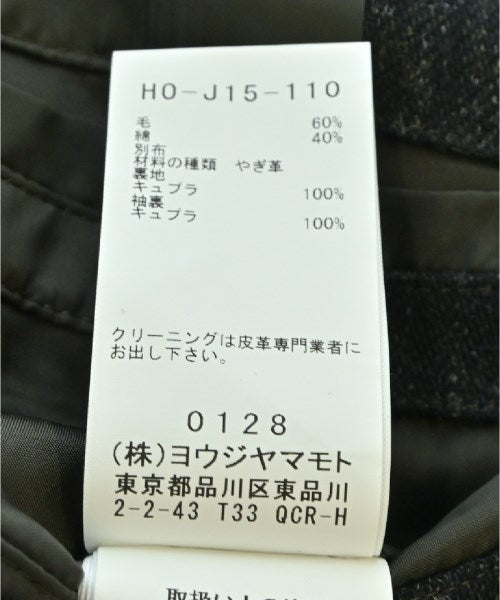 HO-J15-110
毛 60%
綿 40%
別布
材料の種類 やぎ革
裏地
キュプラ 100%
袖裏
キュプラ 100%
クリーニングは皮革専門業者に
お出し下さい。
0128
(株)ヨウジヤマモト
東京都品川区東品川
2-2-43 T33 QCR-H